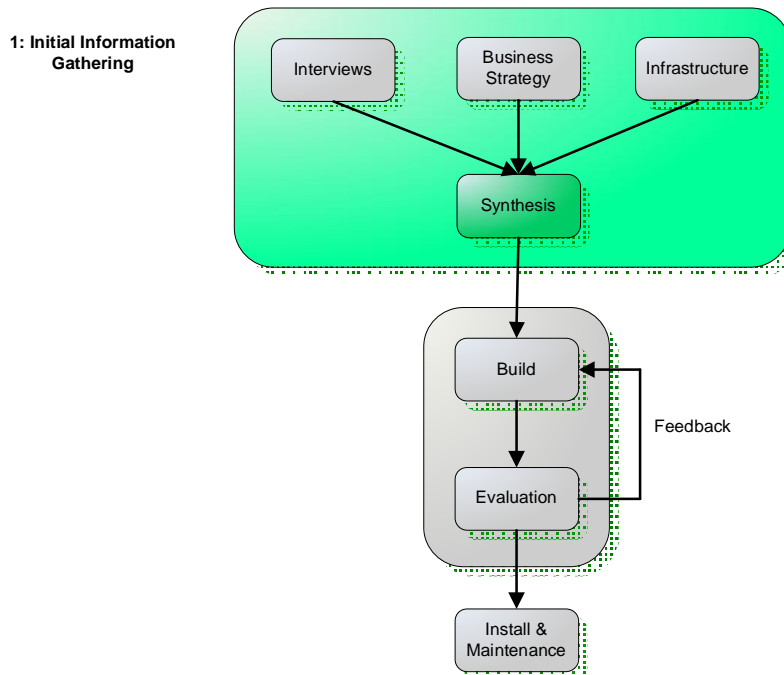 1: Initial Information
Gathering
Interviews
Business
Strategy
Infrastructure
Synthesis
Build
Feedback
Evaluation
Install &
Maintenance